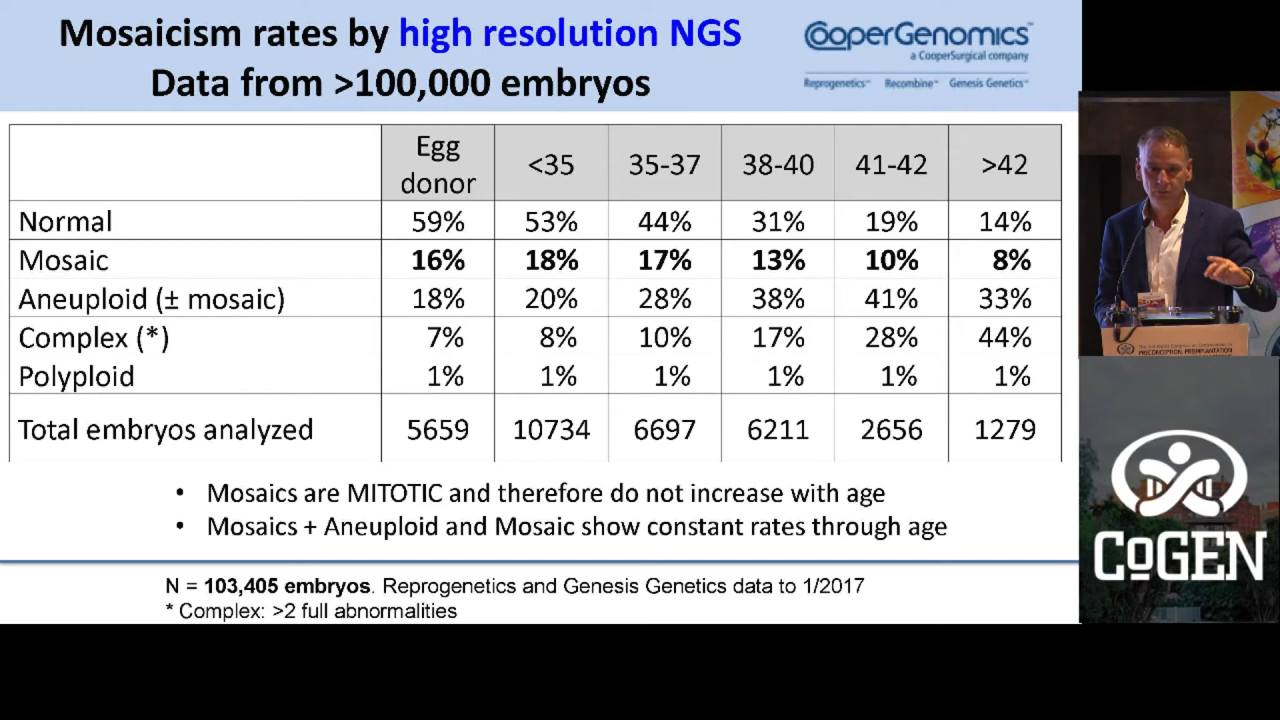 Mosaicism rates by high resolution NGS
Data from >100,000 embryos
CooperGenomics™
a CooperSurgical company
Reprogenetics™ Recombine™ Genesis Genetics™
Egg donor <35 35-37 38-40 41-42 >42
Normal 59% 53% 44% 31% 19% 14%
Mosaic 16% 18% 17% 13% 10% 8%
Aneuploid (± mosaic) 18% 20% 28% 38% 41% 33%
Complex (*) 7% 8% 10% 17% 28% 44%
Polyploid 1% 1% 1% 1% 1% 1%
Total embryos analyzed 5659 10734 6697 6211 2656 1279
• Mosaics are MITOTIC and therefore do not increase with age
• Mosaics + Aneuploid and Mosaic show constant rates through age
N = 103,405 embryos. Reprogenetics and Genesis Genetics data to 1/2017
* Complex: >2 full abnormalities
PRECONCEPTION, PREIMPLANTATION
CoGEN